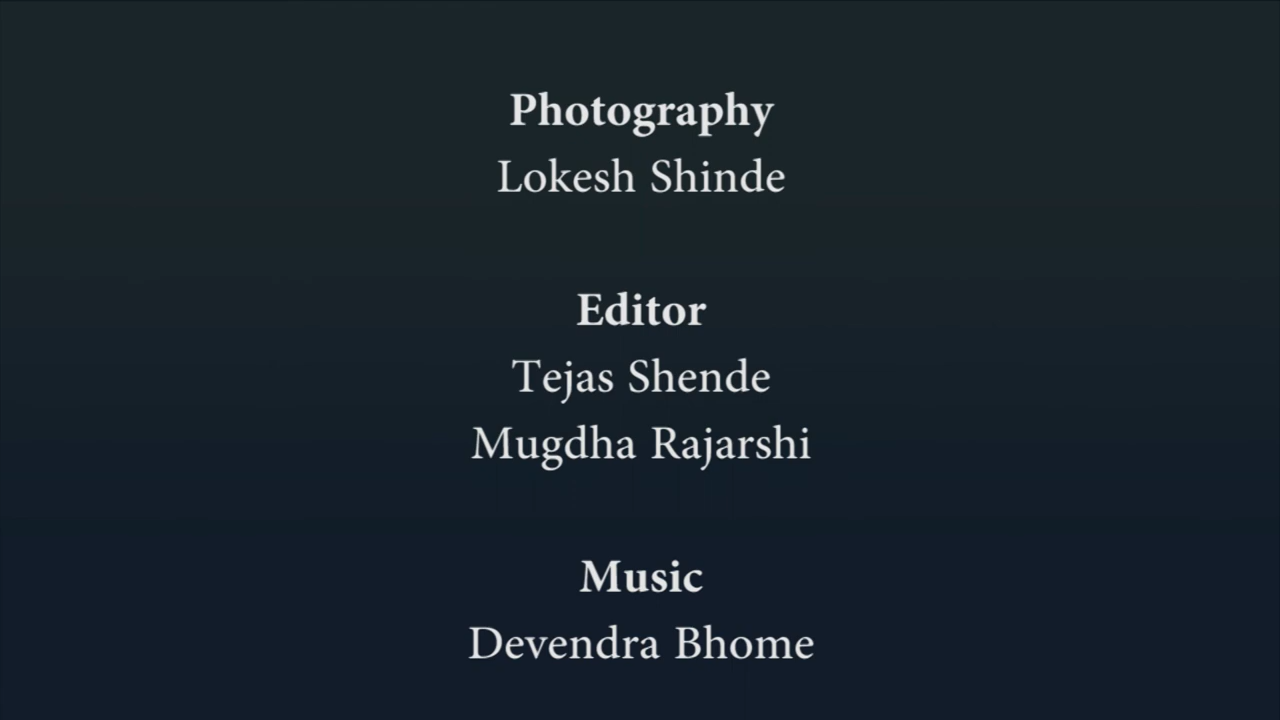 Photography
Lokesh Shinde
Editor
Tejas Shende
Mugdha Rajarshi
Music
Devendra Bhome